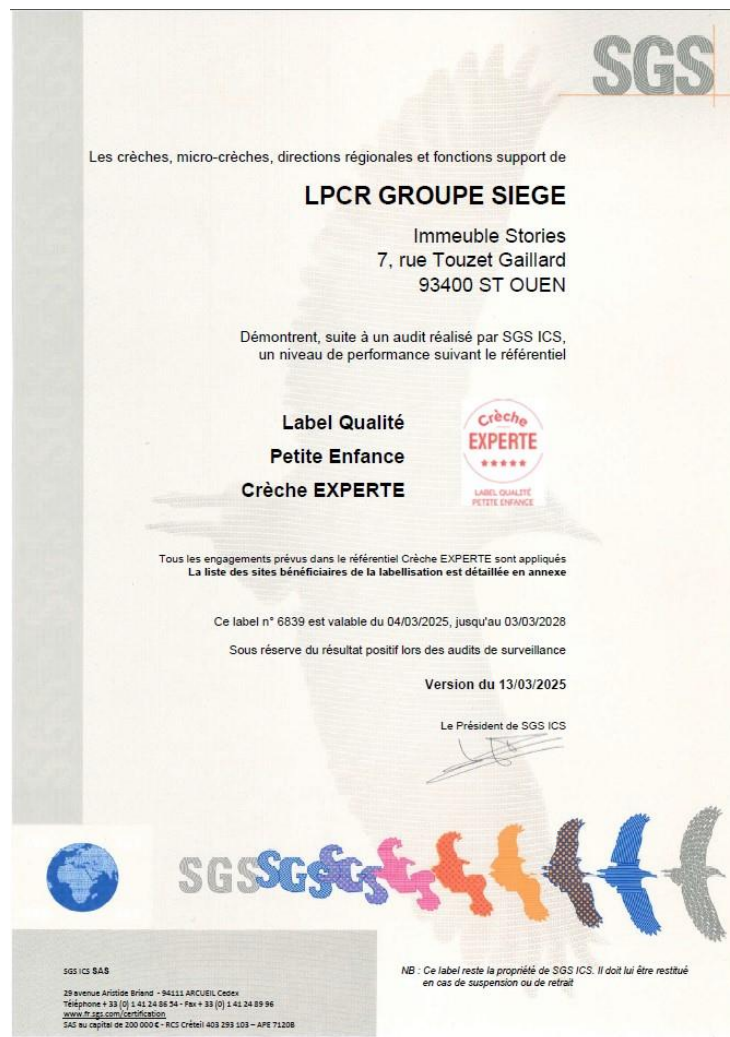 SGS
Les crèches, micro-crèches, directions régionales et fonctions support de
LPCR GROUPE SIEGE
Immeuble Stories
7, rue Touzet Gaillard
93400 ST OUEN
Démontrent, suite à un audit réalisé par SGS ICS,
un niveau de performance suivant le référentiel
Label Qualité
Petite Enfance
Crèche EXPERTE
Crèche
EXPERTE
★★★★★
LABEL QUALITÉ
PETITE ENFANCE
Tous les engagements prévus dans le référentiel Crèche EXPERTE sont appliqués
La liste des sites bénéficiaires de la labellisation est détaillée en annexe
Ce label n° 6839 est valable du 04/03/2025, jusqu'au 03/03/2028
Sous réserve du résultat positif lors des audits de surveillance
Version du 13/03/2025
Le Président de SGS ICS
SGS SGS SGS
SGS ICS SAS
29 avenue Aristide Briand - 94111 ARCUEIL Cedex
Téléphone + 33 (0) 1 41 24 86 54 - Fax + 33 (0) 1 41 24 89 96
www.fr.sgs.com/certification
SAS au capital de 200 000 € - RCS Créteil 403 293 103 – APE 7120B
NB : Ce label reste la propriété de SGS ICS. Il doit lui être restitué
en cas de suspension ou de retrait